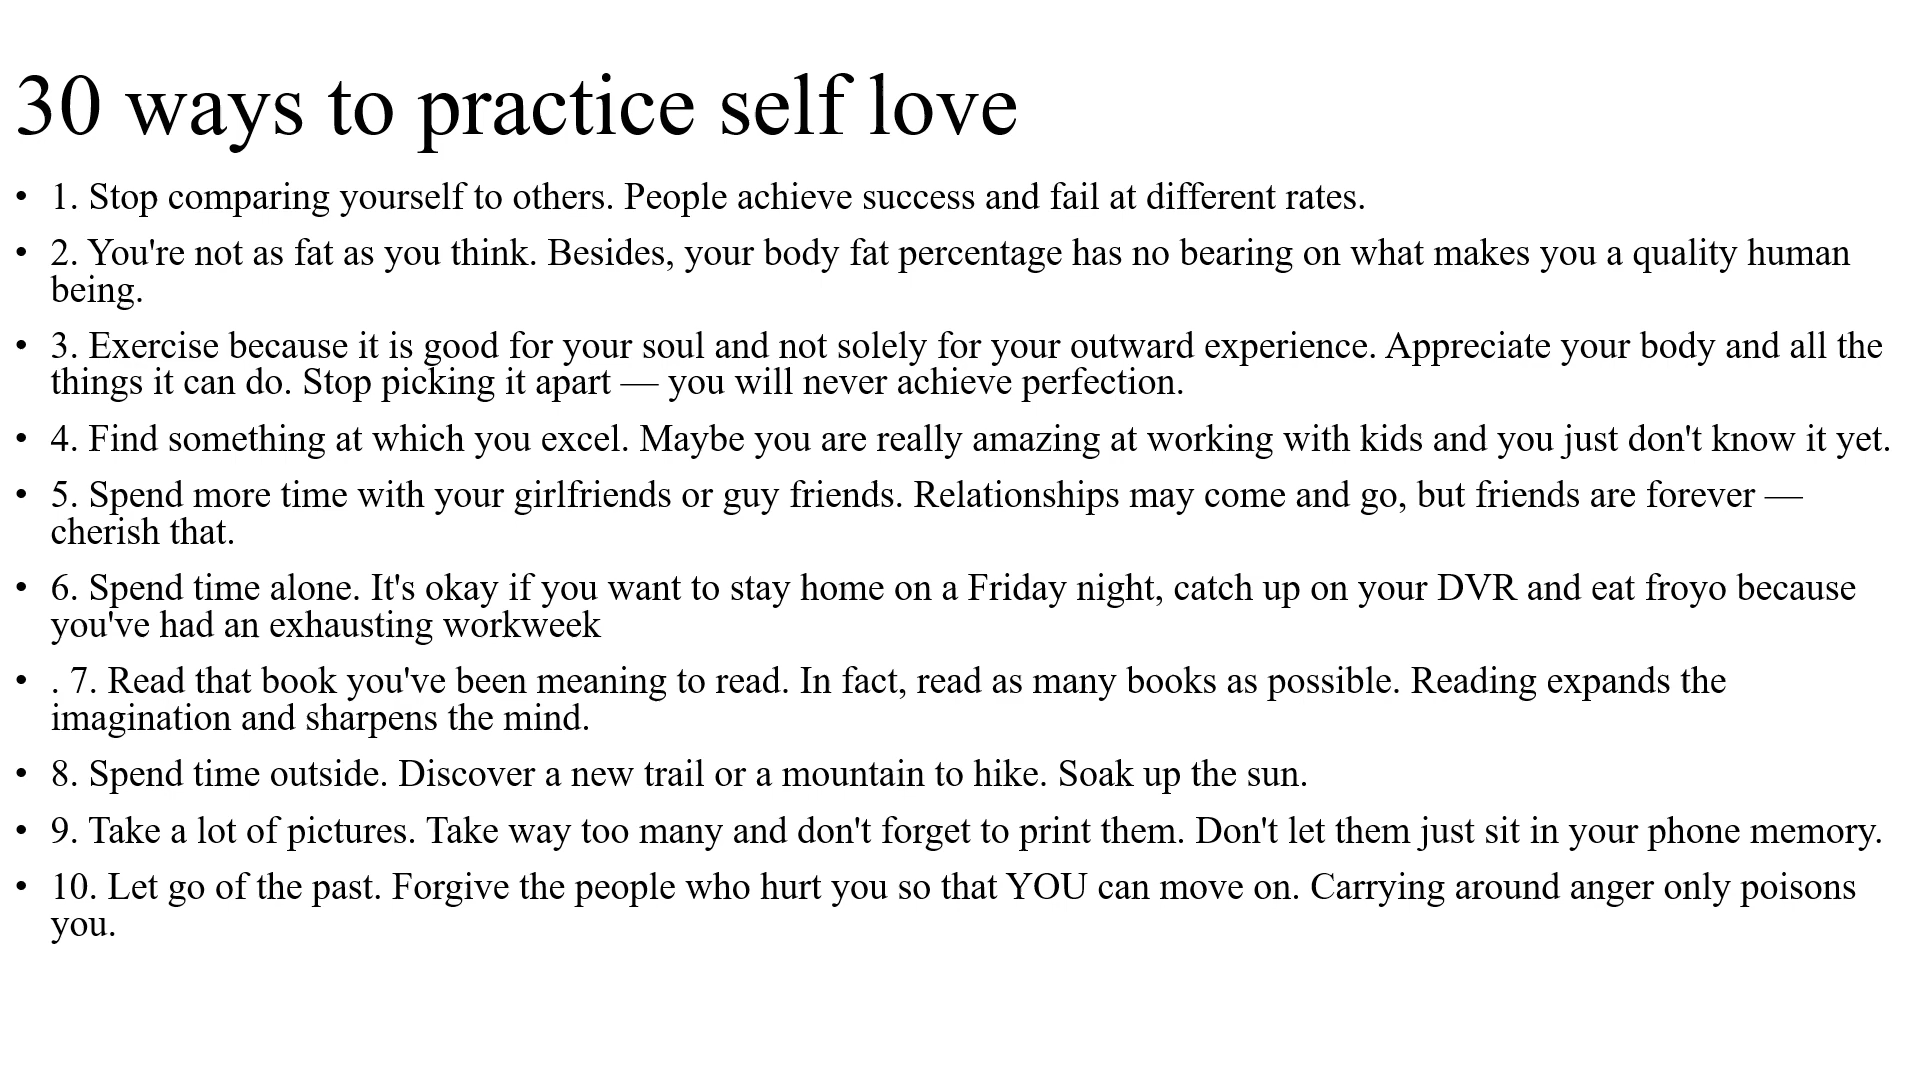 30 ways to practice self love
• 1. Stop comparing yourself to others. People achieve success and fail at different rates.
• 2. You're not as fat as you think. Besides, your body fat percentage has no bearing on what makes you a quality human
being.
• 3. Exercise because it is good for your soul and not solely for your outward experience. Appreciate your body and all the
things it can do. Stop picking it apart — you will never achieve perfection.
• 4. Find something at which you excel. Maybe you are really amazing at working with kids and you just don't know it yet.
• 5. Spend more time with your girlfriends or guy friends. Relationships may come and go, but friends are forever —
cherish that.
• 6. Spend time alone. It's okay if you want to stay home on a Friday night, catch up on your DVR and eat froyo because
you've had an exhausting workweek
• . 7. Read that book you've been meaning to read. In fact, read as many books as possible. Reading expands the
imagination and sharpens the mind.
• 8. Spend time outside. Discover a new trail or a mountain to hike. Soak up the sun.
• 9. Take a lot of pictures. Take way too many and don't forget to print them. Don't let them just sit in your phone memory.
• 10. Let go of the past. Forgive the people who hurt you so that YOU can move on. Carrying around anger only poisons
you.